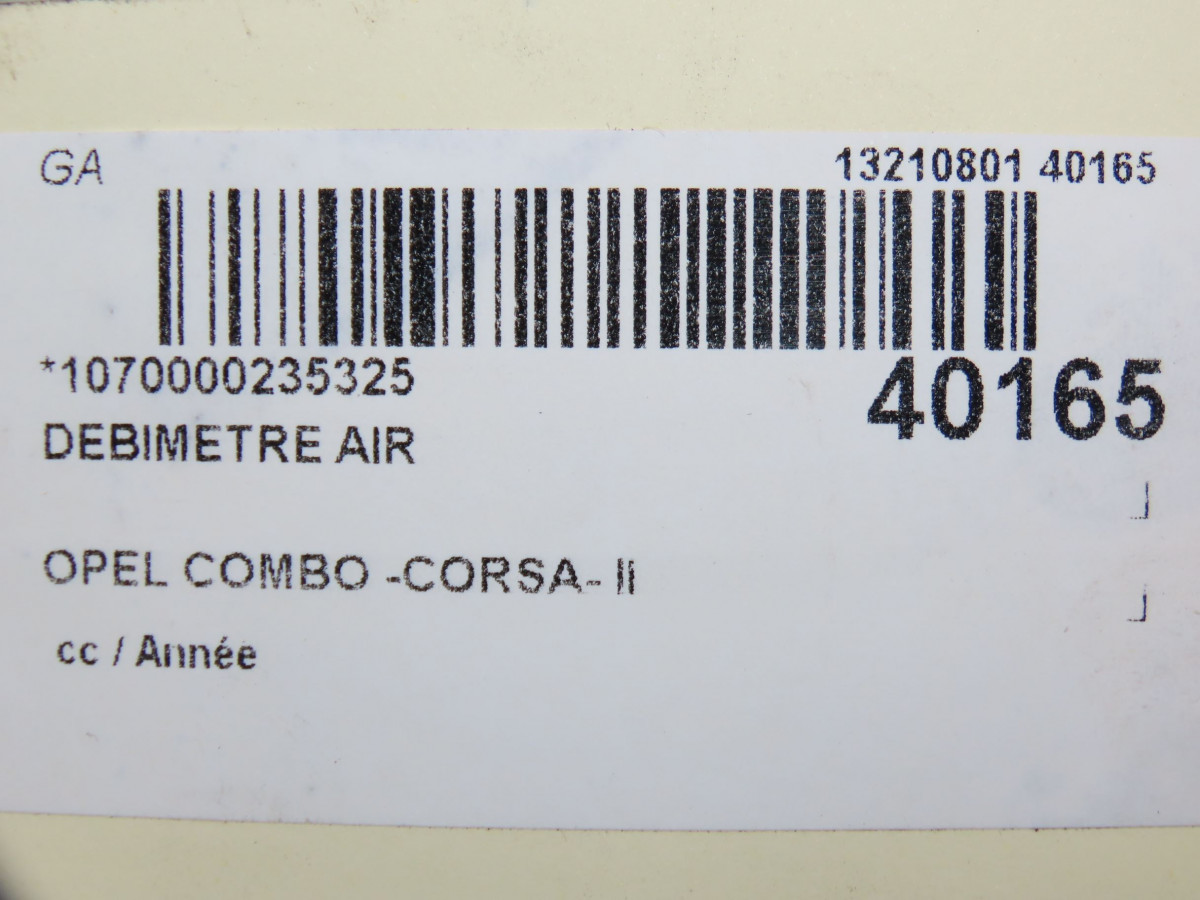 GA
13210801 40165
*1070000235325
40165
DEBIMETRE AIR
OPEL COMBO -CORSA- II
cc / Année